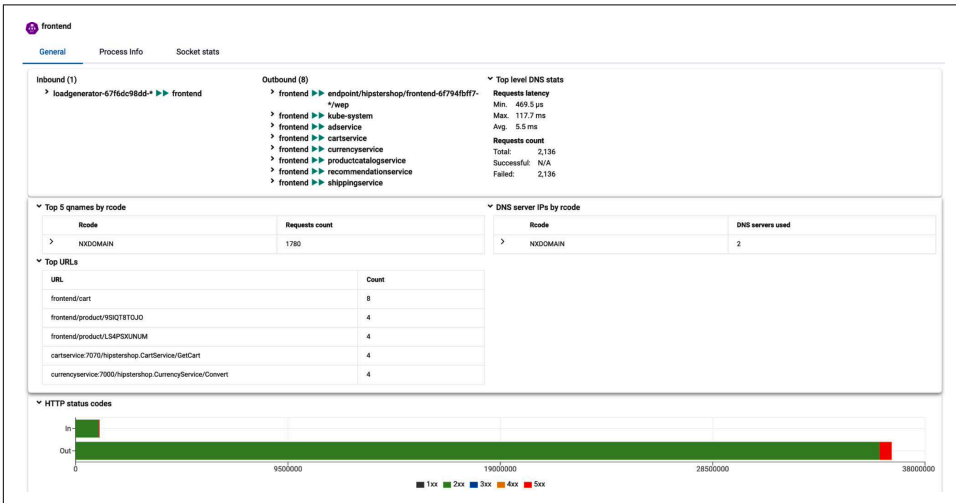 frontend
General Process Info Socket stats
Inbound (1)
loadgenerator-67f6dc98dd-* frontend
Outbound (8)
frontend endpoint/hipstershop/frontend-6f794fbff7-
*/wep
frontend kube-system
frontend adservice
frontend cartservice
frontend currencyservice
frontend productcatalogservice
frontend recommendationservice
frontend shippingservice
Top level DNS stats
Requests latency
Min. 469.5 µs
Max. 117.7 ms
Avg. 5.5 ms
Requests count
Total: 2,136
Successful: N/A
Failed: 2,136
Top 5 qnames by rcode
Rcode Requests count
NXDOMAIN 1780
DNS server IPs by rcode
Rcode DNS servers used
NXDOMAIN 2
Top URLs
URL Count
frontend/cart 8
frontend/product/9SIQT8TOJO 4
frontend/product/LS4PSXUNUM 4
cartservice:7070/hipstershop.CartService/GetCart 4
currencyservice:7000/hipstershop.CurrencyService/Convert 4
HTTP status codes
In
Out
0 9500000 19000000 28500000 38000000
1xx 2xx 3xx 4xx 5xx